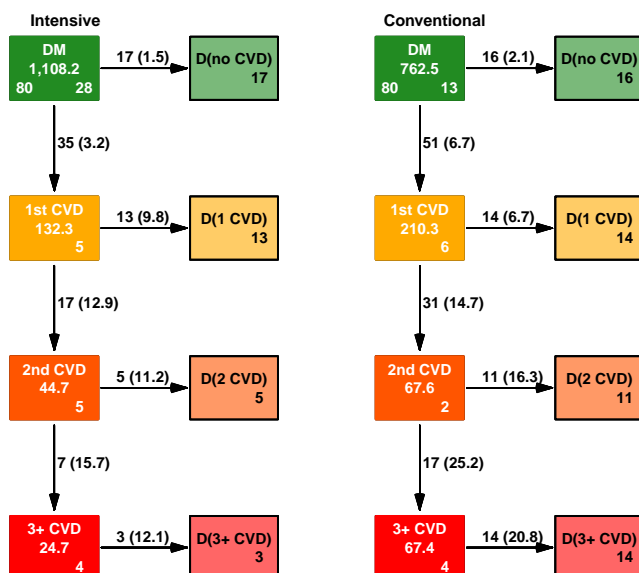 Intensive
DM
1,108.2
80 28
17 (1.5)
D(no CVD)
17
35 (3.2)
1st CVD
132.3
5
13 (9.8)
D(1 CVD)
13
17 (12.9)
2nd CVD
44.7
5
5 (11.2)
D(2 CVD)
5
7 (15.7)
3+ CVD
24.7
4
3 (12.1)
D(3+ CVD)
3
Conventional
DM
762.5
80 13
16 (2.1)
D(no CVD)
16
51 (6.7)
1st CVD
210.3
6
14 (6.7)
D(1 CVD)
14
31 (14.7)
2nd CVD
67.6
2
11 (16.3)
D(2 CVD)
11
17 (25.2)
3+ CVD
67.4
4
14 (20.8)
D(3+ CVD)
14